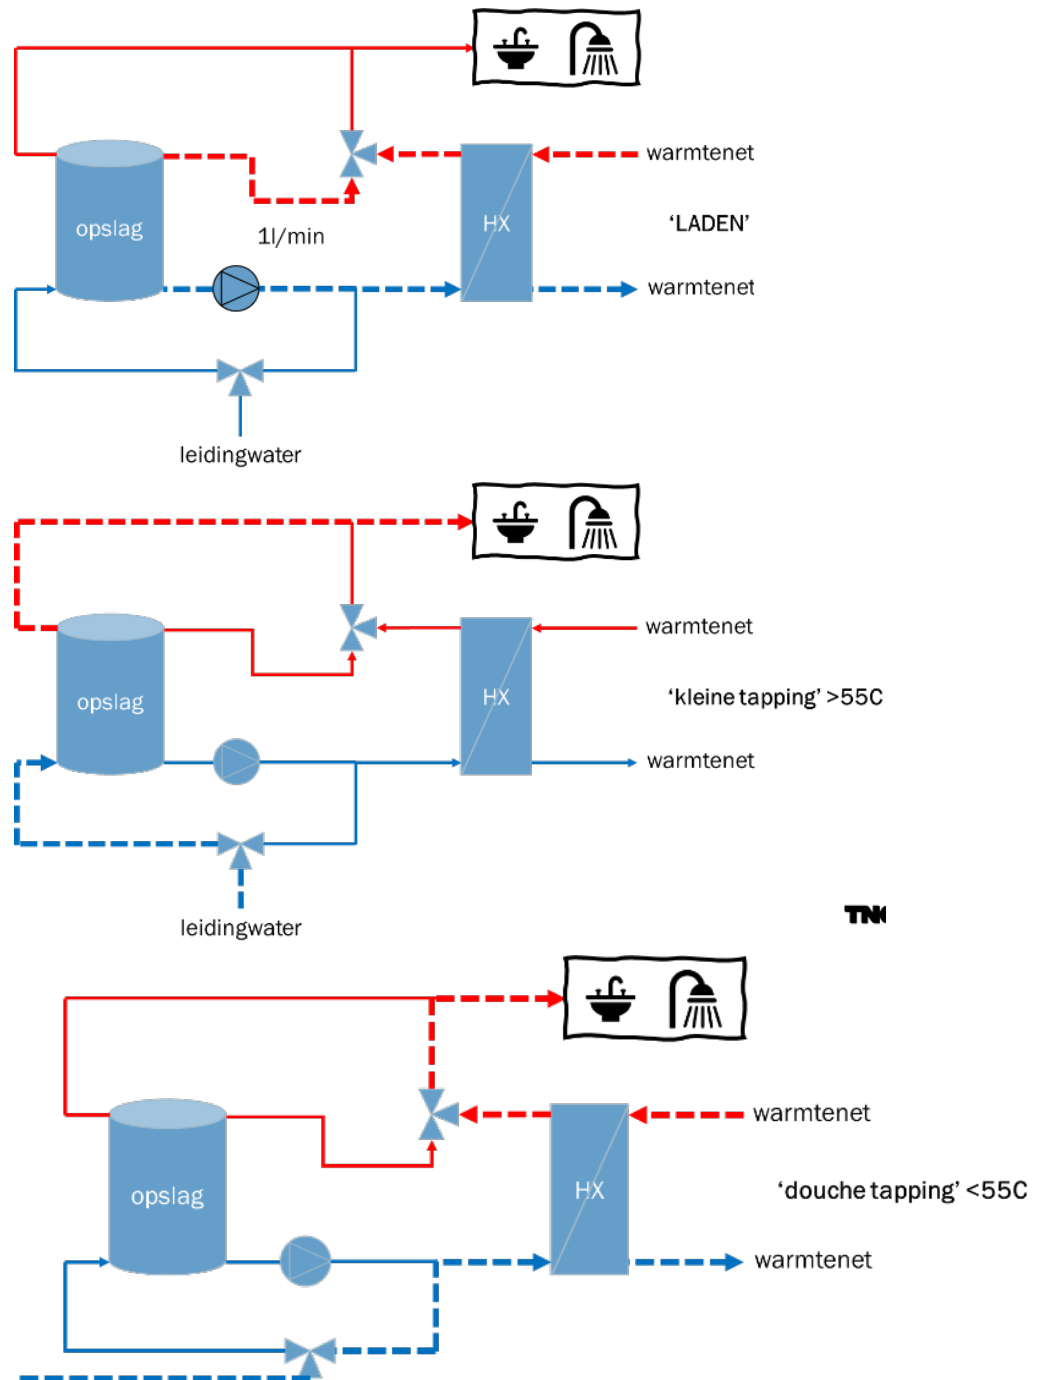 warmtenet
opslag
HX
'LADEN'
1l/min
warmtenet
leidingwater
warmtenet
opslag
HX
'kleine tapping' >55C
warmtenet
leidingwater
warmtenet
opslag
HX
'douche tapping' <55C
warmtenet